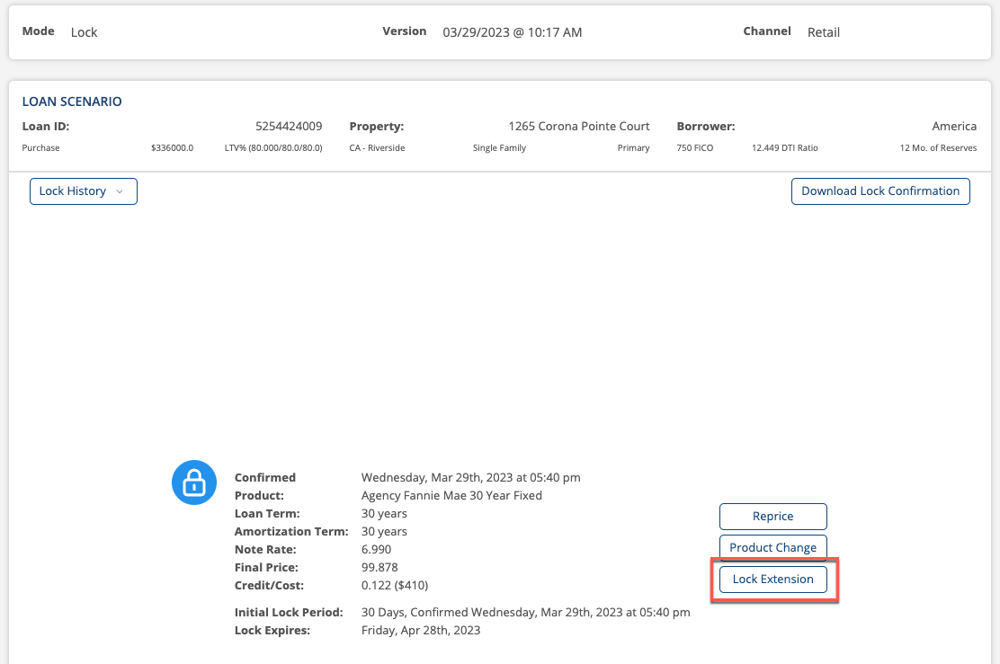 Mode Lock Version 03/29/2023 @ 10:17 AM Channel Retail
LOAN SCENARIO
Loan ID: 5254424009 Property: 1265 Corona Pointe Court Borrower: America
Purchase $336000.0 LTV% (80.000/80.0/80.0) CA - Riverside Single Family Primary 750 FICO 12.449 DTI Ratio 12 Mo. of Reserves
Lock History Download Lock Confirmation
Confirmed Wednesday, Mar 29th, 2023 at 05:40 pm
Product: Agency Fannie Mae 30 Year Fixed
Loan Term: 30 years
Reprice
Amortization Term: 30 years
Note Rate: 6.990
Product Change
Final Price: 99.878
Credit/Cost: 0.122 ($410)
Lock Extension
Initial Lock Period: 30 Days, Confirmed Wednesday, Mar 29th, 2023 at 05:40 pm
Lock Expires: Friday, Apr 28th, 2023